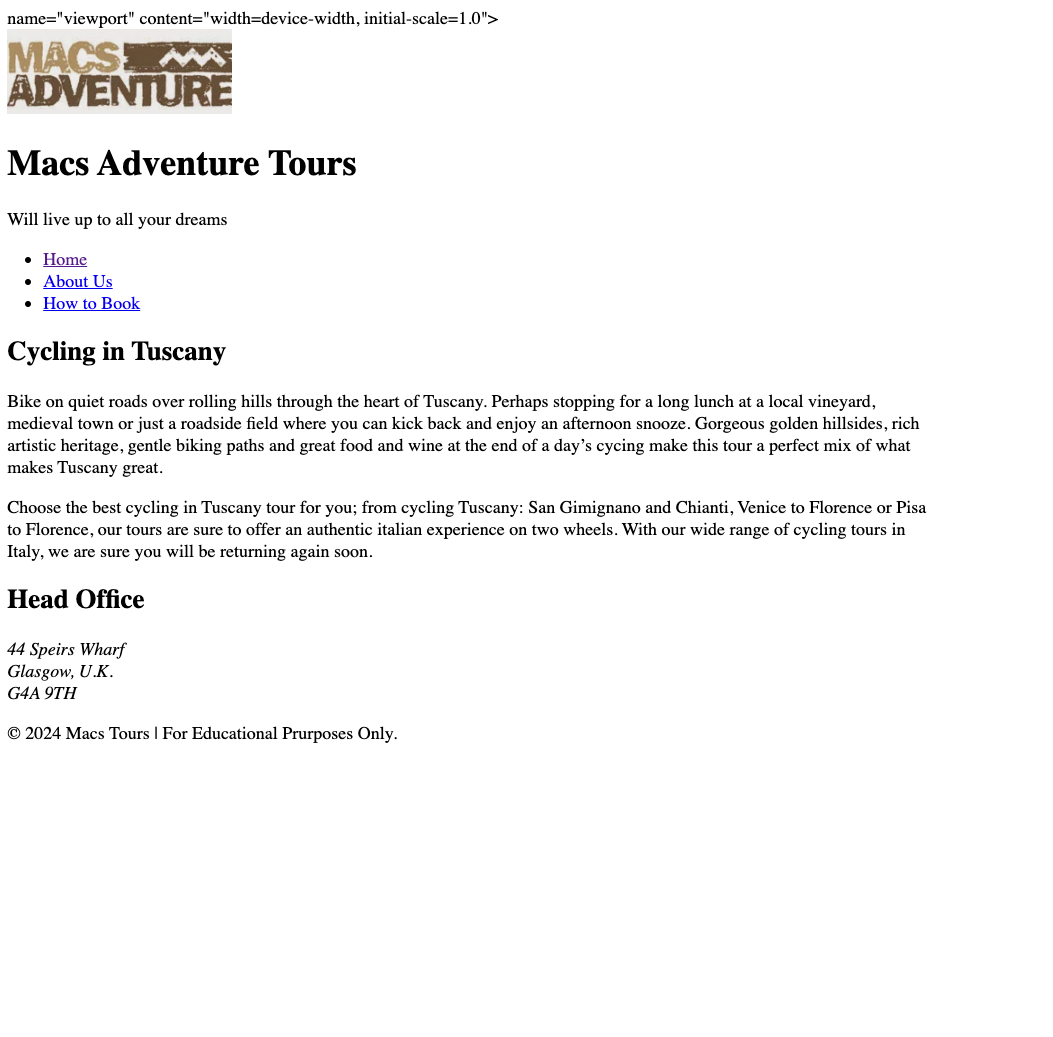 name="viewport" content="width=device-width, initial-scale=1.0">
MACS
ADVENTURE
Macs Adventure Tours
Will live up to all your dreams
• Home
• About Us
• How to Book
Cycling in Tuscany
Bike on quiet roads over rolling hills through the heart of Tuscany. Perhaps stopping for a long lunch at a local vineyard,
medieval town or just a roadside field where you can kick back and enjoy an afternoon snooze. Gorgeous golden hillsides, rich
artistic heritage, gentle biking paths and great food and wine at the end of a day’s cycing make this tour a perfect mix of what
makes Tuscany great.
Choose the best cycling in Tuscany tour for you; from cycling Tuscany: San Gimignano and Chianti, Venice to Florence or Pisa
to Florence, our tours are sure to offer an authentic italian experience on two wheels. With our wide range of cycling tours in
Italy, we are sure you will be returning again soon.
Head Office
44 Speirs Wharf
Glasgow, U.K.
G4A 9TH
© 2024 Macs Tours | For Educational Prurposes Only.